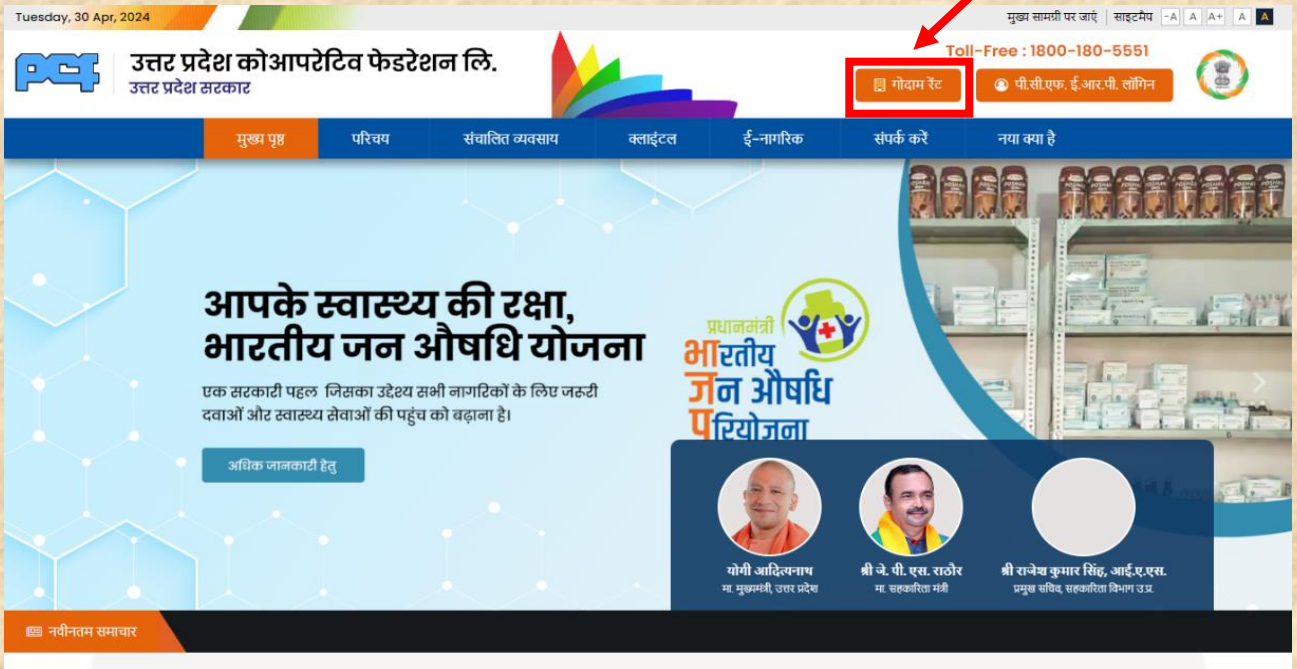 Tuesday, 30 Apr, 2024
मुख्य सामग्री पर जाएं | साइटमैप -A A A+ A A
pcf
उत्तर प्रदेश कोआपरेटिव फेडरेशन लि.
उत्तर प्रदेश सरकार
Toll-Free : 1800-180-5551
गोदाम रेंट
पी.सी.एफ. ई.आर.पी. लॉगिन
मुख्य पृष्ठ परिचय संचालित व्यवसाय क्लाइंटल ई-नागरिक संपर्क करें नया क्या है
आपके स्वास्थ्य की रक्षा,
भारतीय जन औषधि योजना
एक सरकारी पहल जिसका उद्देश्य सभी नागरिकों के लिए जरूरी
दवाओं और स्वास्थ्य सेवाओं की पहुंच को बढ़ाना है।
अधिक जानकारी हेतु
प्रधानमंत्री
भारतीय
जन औषधि
परियोजना
योगी आदित्यनाथ
मा. मुख्यमंत्री, उत्तर प्रदेश
श्री जे. पी. एस. राठौर
मा. सहकारिता मंत्री
श्री राजेश कुमार सिंह, आई.ए.एस.
प्रमुख सचिव, सहकारिता विभाग उ.प्र.
नवीनतम समाचार